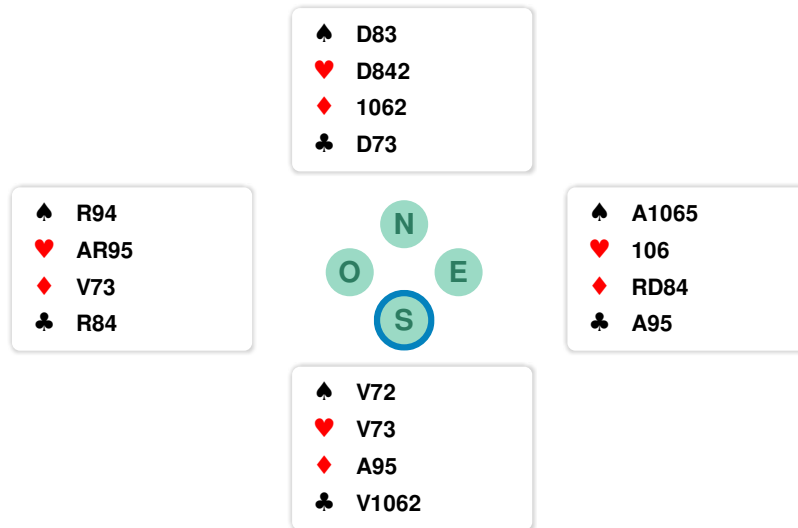 ♠ D83
♥ D842
♦ 1062
♣ D73
♠ R94
♥ AR95
♦ V73
♣ R84
N
O E
S
♠ A1065
♥ 106
♦ RD84
♣ A95
♠ V72
♥ V73
♦ A95
♣ V1062